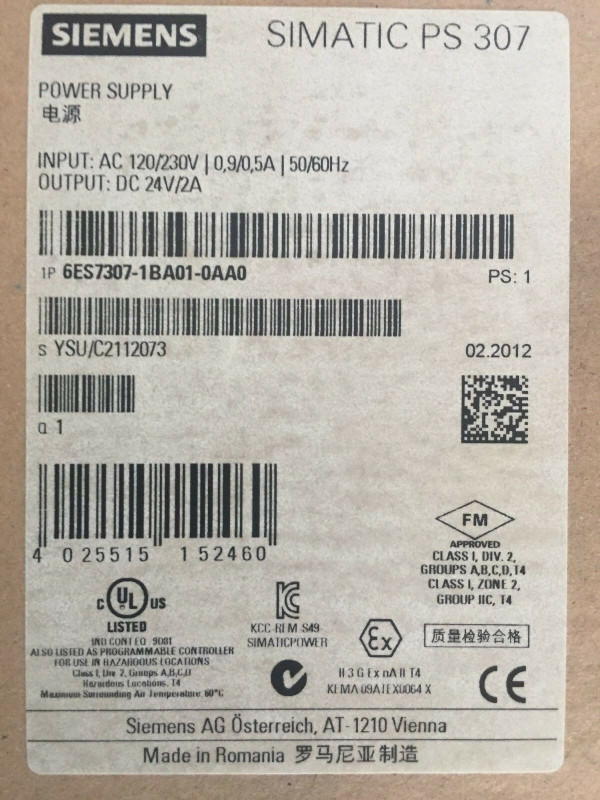 SIEMENS
SIMATIC PS 307
POWER SUPPLY
电源
INPUT: AC 120/230V | 0,9/0,5A | 50/60Hz
OUTPUT: DC 24V/2A
1P 6ES7307-1BA01-0AA0
PS: 1
S YSU/C2112073
02.2012
Q 1
4 025515 152460
FM
APPROVED
CLASS I, DIV. 2,
GROUPS A,B,C,D,T4
CLASS I, ZONE 2,
GROUP IIC, T4
C UL US
LISTED
IND CONT EQ 9081
ALSO LISTED AS PROGRAMMABLE CONTROLLER
FOR USE IN HAZARDOUS LOCATIONS
Class I, Div 2, Groups A,B,C,D
Hazardous Locations, T4
Maximum Surrounding Air Temperature 60°C
KCC-REM-S49
SIMATICPOWER
Ex
质量检验合格
II 3 G Ex nA II T4
KEMA 09ATEX0064 X
CE
Siemens AG Österreich, AT-1210 Vienna
Made in Romania 罗马尼亚制造